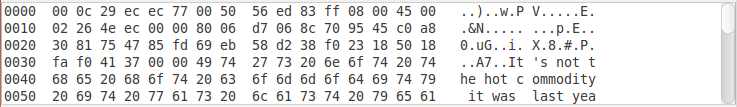 0000 00 0c 29 ec ec 77 00 50 56 ed 83 ff 08 00 45 00 ..)..w.P V.....E.
0010 02 26 4e ec 00 00 80 06 d7 06 8c 70 95 45 c0 a8 .&N..... ...p.E..
0020 30 81 75 47 85 fd 69 eb 58 d2 38 f0 23 18 50 18 0.uG..i. X.8.#.P.
0030 fa f0 41 37 00 00 49 74 27 73 20 6e 6f 74 20 74 ..A7..It 's not t
0040 68 65 20 68 6f 74 20 63 6f 6d 6d 6f 64 69 74 79 he hot c ommodity
0050 20 69 74 20 77 61 73 20 6c 61 73 74 20 79 65 61 it was last yea